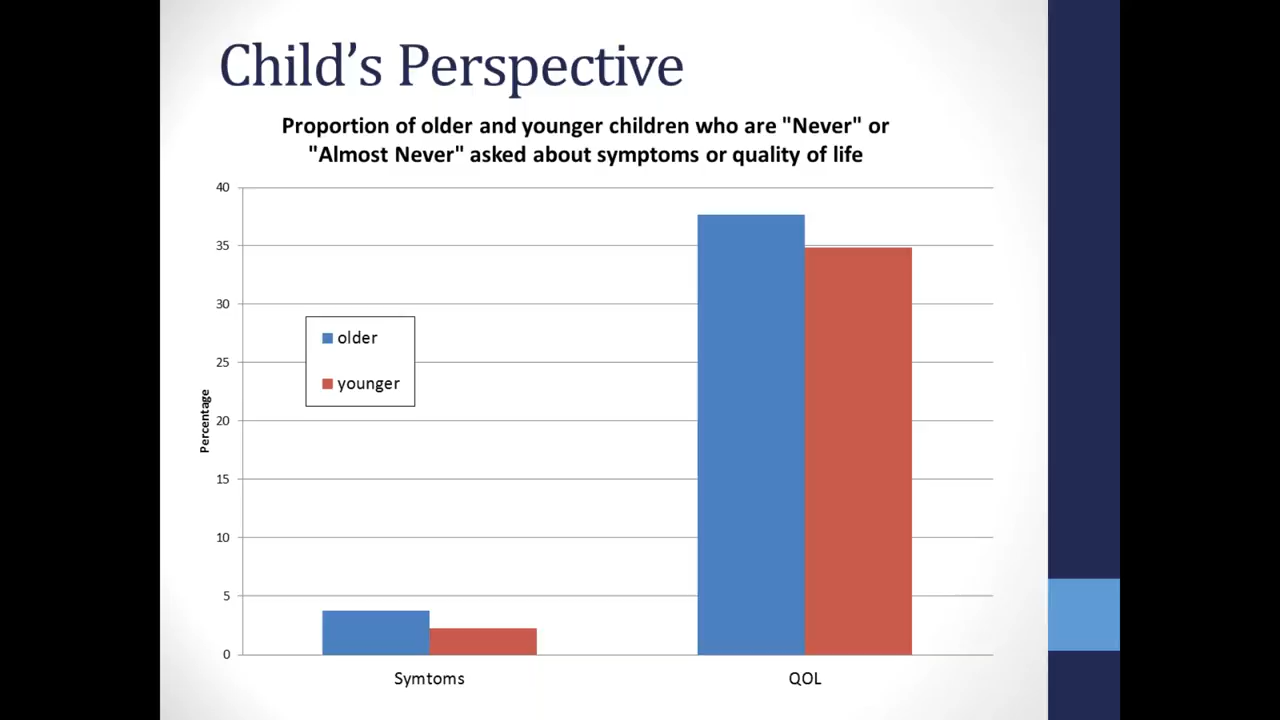 Child's Perspective
Proportion of older and younger children who are "Never" or
"Almost Never" asked about symptoms or quality of life
40
35
30
25
20
15
10
5
0
Percentage
older
younger
Symtoms
QOL